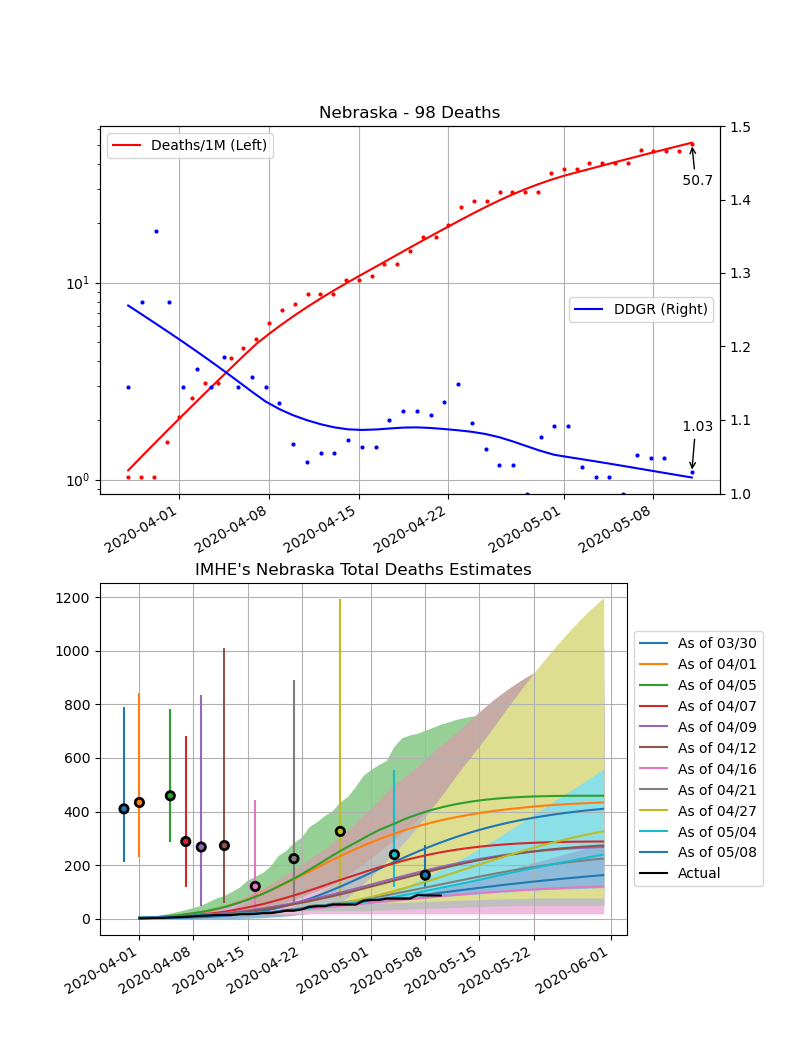 Nebraska - 98 Deaths
Deaths/1M (Left)
DDGR (Right)
50.7
1.03
10¹
10⁰
1.5
1.4
1.3
1.2
1.1
1.0
2020-04-01
2020-04-08
2020-04-15
2020-04-22
2020-05-01
2020-05-08
IMHE's Nebraska Total Deaths Estimates
1200
1000
800
600
400
200
0
2020-04-01
2020-04-08
2020-04-15
2020-04-22
2020-05-01
2020-05-08
2020-05-15
2020-05-22
2020-06-01
As of 03/30
As of 04/01
As of 04/05
As of 04/07
As of 04/09
As of 04/12
As of 04/16
As of 04/21
As of 04/27
As of 05/04
As of 05/08
Actual